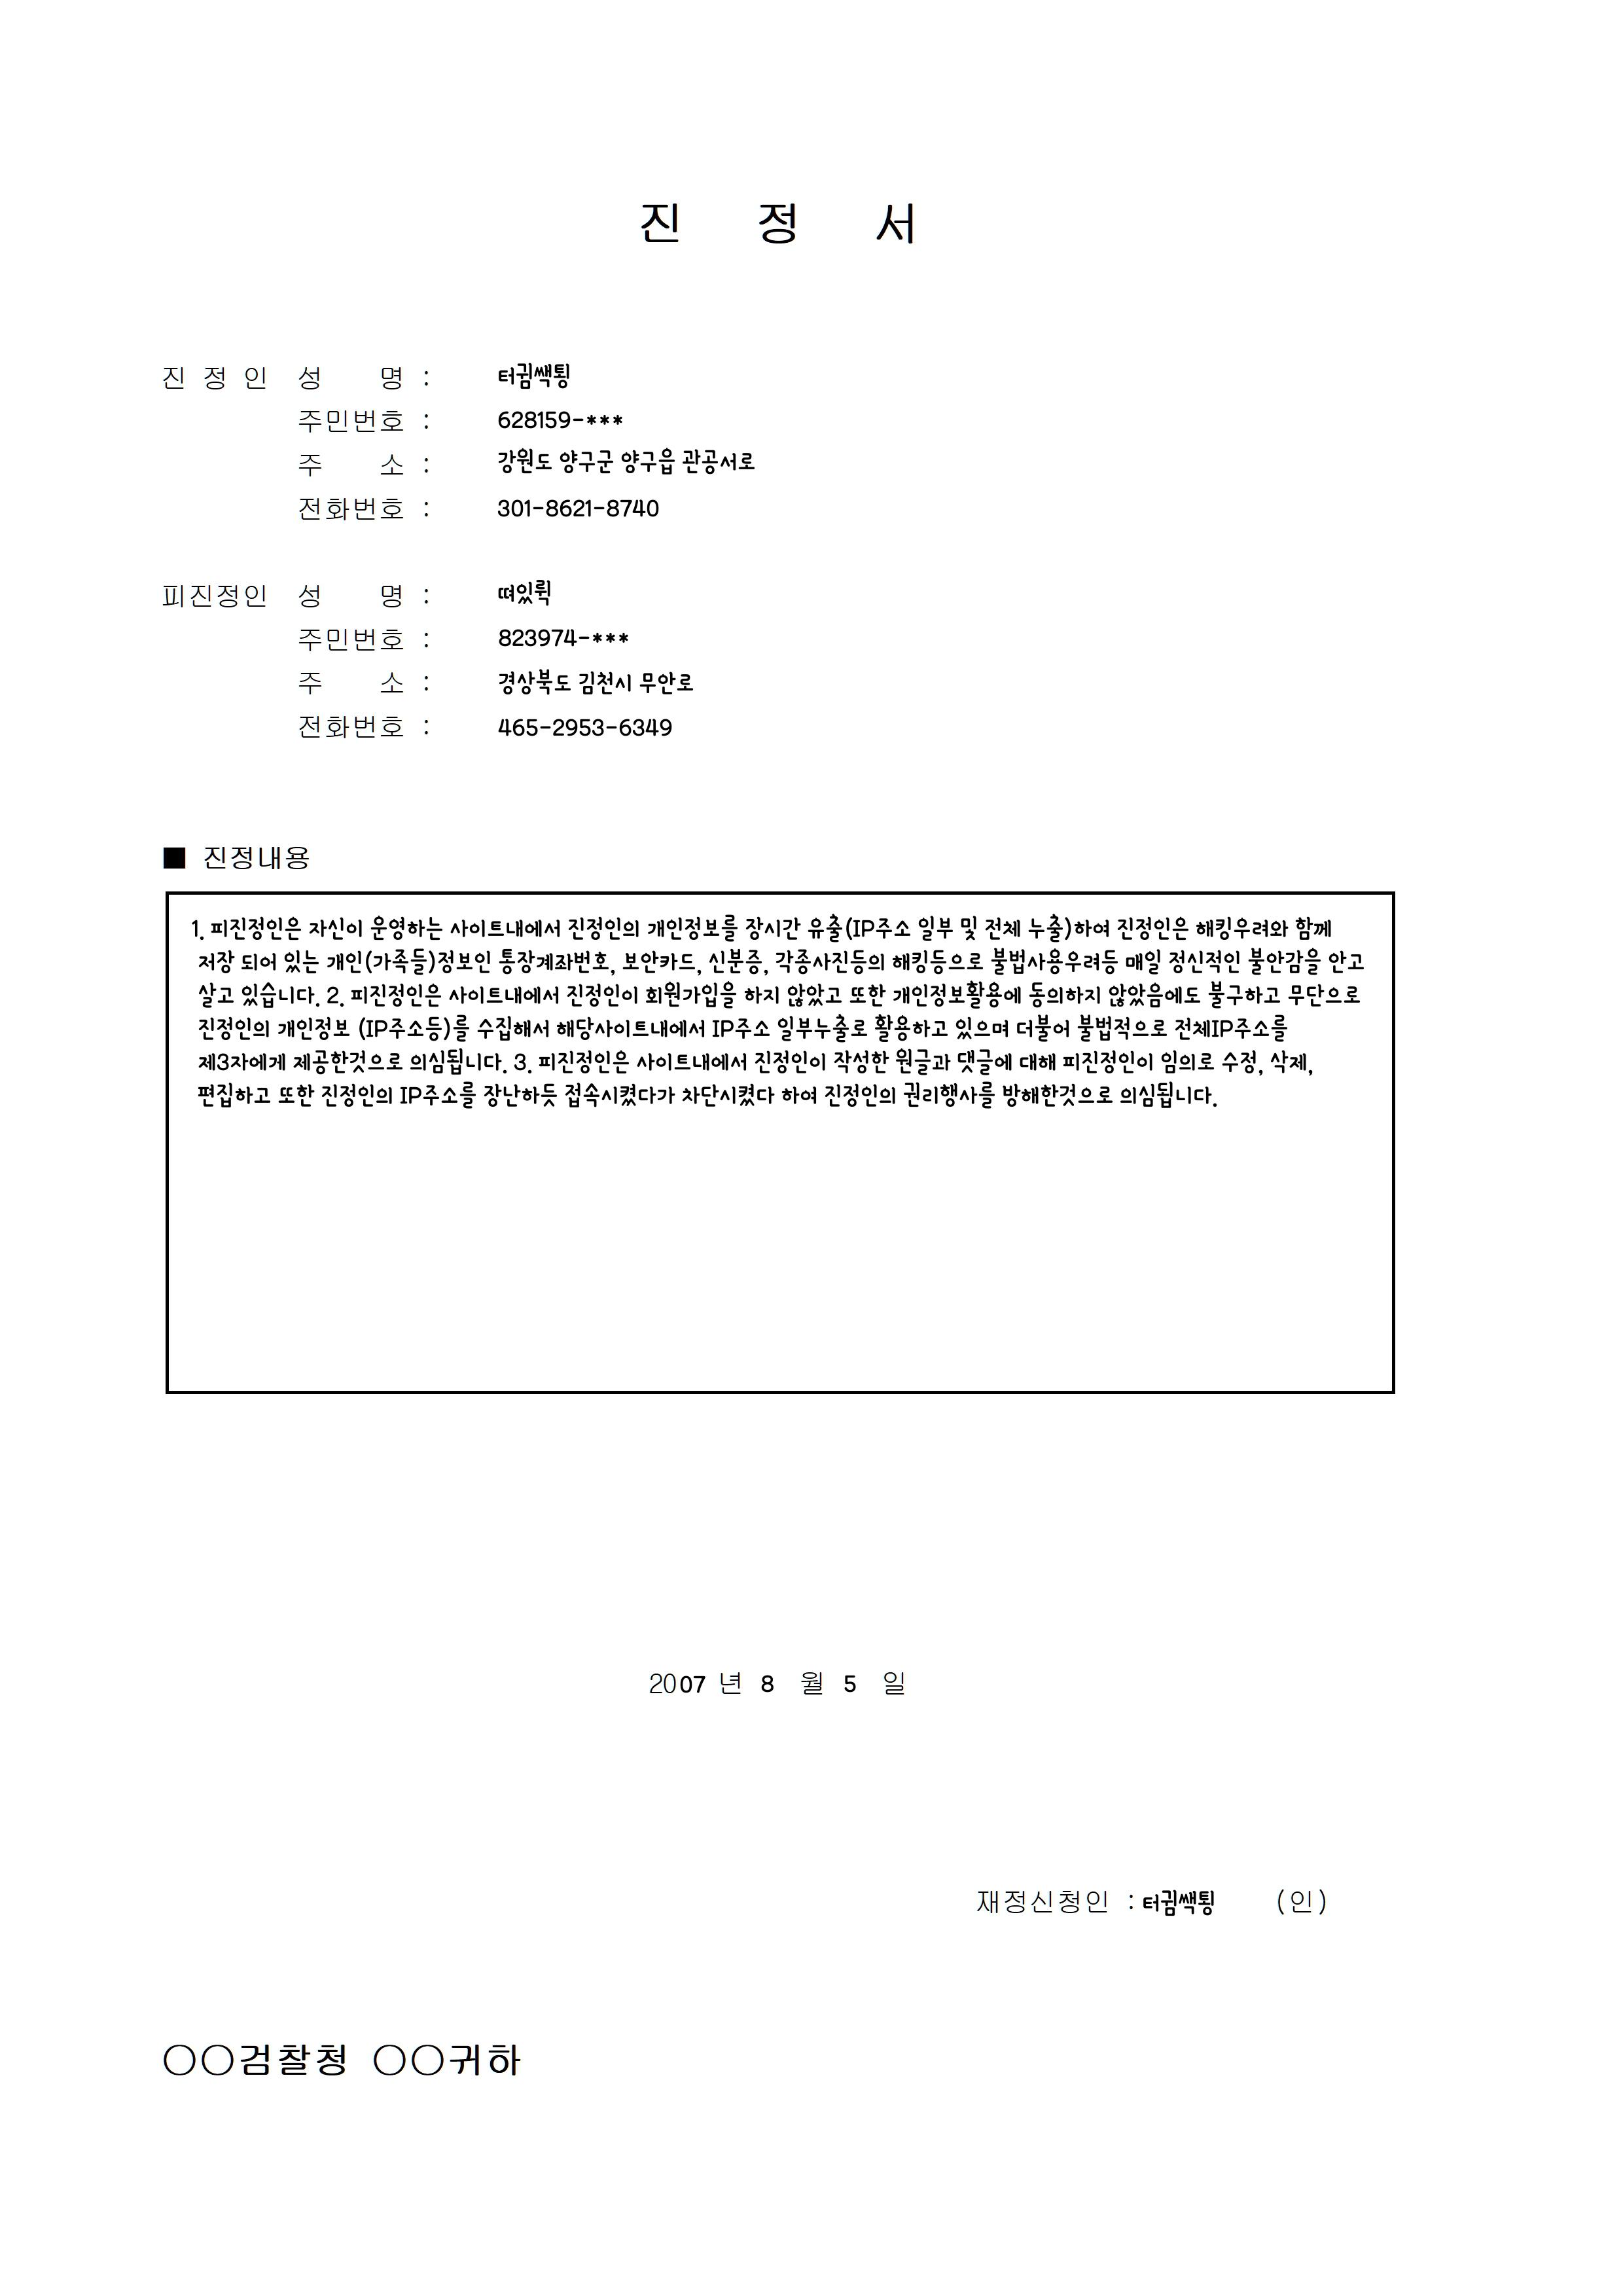 진 정 서
진 정 인 성 명 : 터굄쌕툉
주민번호 : 628159-***
주 소 : 강원도 양구군 양구읍 관공서로
전화번호 : 301-8621-8740
피진정인 성 명 : 뗘있뤽
주민번호 : 823974-***
주 소 : 경상북도 김천시 무안로
전화번호 : 465-2953-6349
■ 진정내용
1. 피진정인은 자신이 운영하는 사이트내에서 진정인의 개인정보를 장시간 유출(IP주소 일부 및 전체 누출)하여 진정인은 해킹우려와 함께
저장 되어 있는 개인(가족들)정보인 통장계좌번호, 보안카드, 신분증, 각종사진등의 해킹등으로 불법사용우려등 매일 정신적인 불안감을 안고
살고 있습니다. 2. 피진정인은 사이트내에서 진정인이 회원가입을 하지 않았고 또한 개인정보활용에 동의하지 않았음에도 불구하고 무단으로
진정인의 개인정보 (IP주소등)를 수집해서 해당사이트내에서 IP주소 일부누출로 활용하고 있으며 더불어 불법적으로 전체IP주소를
제3자에게 제공한것으로 의심됩니다. 3. 피진정인은 사이트내에서 진정인이 작성한 원글과 댓글에 대해 피진정인이 임의로 수정, 삭제,
편집하고 또한 진정인의 IP주소를 장난하듯 접속시켰다가 차단시켰다 하여 진정인의 권리행사를 방해한것으로 의심됩니다.
2007 년 8 월 5 일
재정신청인 : 터굄쌕툉 (인)
○○검찰청 ○○귀하